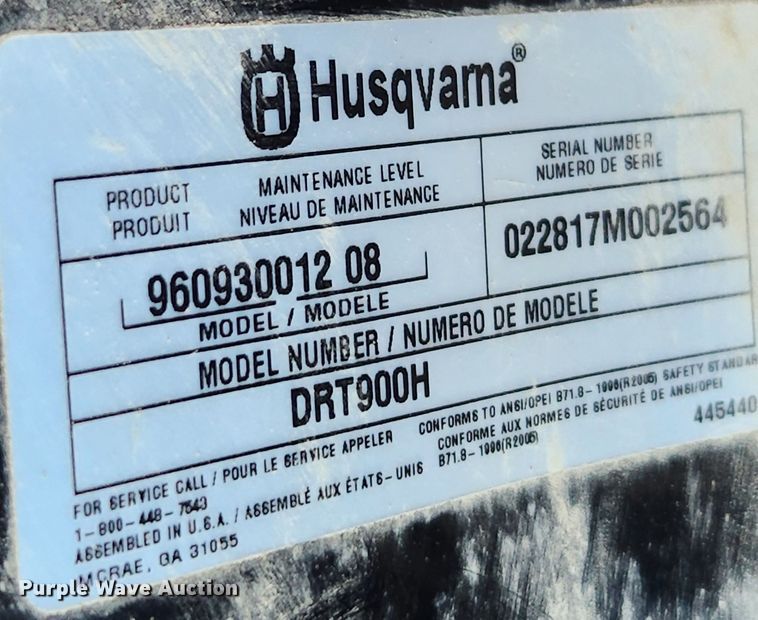 H Husqvarna®
PRODUCT MAINTENANCE LEVEL SERIAL NUMBER
PRODUIT NIVEAU DE MAINTENANCE NUMERO DE SERIE
960930012 08 022817M002564
MODEL / MODELE
MODEL NUMBER / NUMERO DE MODELE
DRT900H
FOR SERVICE CALL / POUR LE SERVICE APPELER CONFORMS TO ANSI/OPEI B71.8-1996(R2005) SAFETY STANDAR
1-800-448-7543 CONFORME AUX NORMES DE SÉCURITÉ DE ANSI/OPEI
ASSEMBLED IN U.S.A. / ASSEMBLÉ AUX ÉTATS-UNIS B71.8-1996(R2005)
MCRAE, GA 31055 445440
Purple Wave Auction